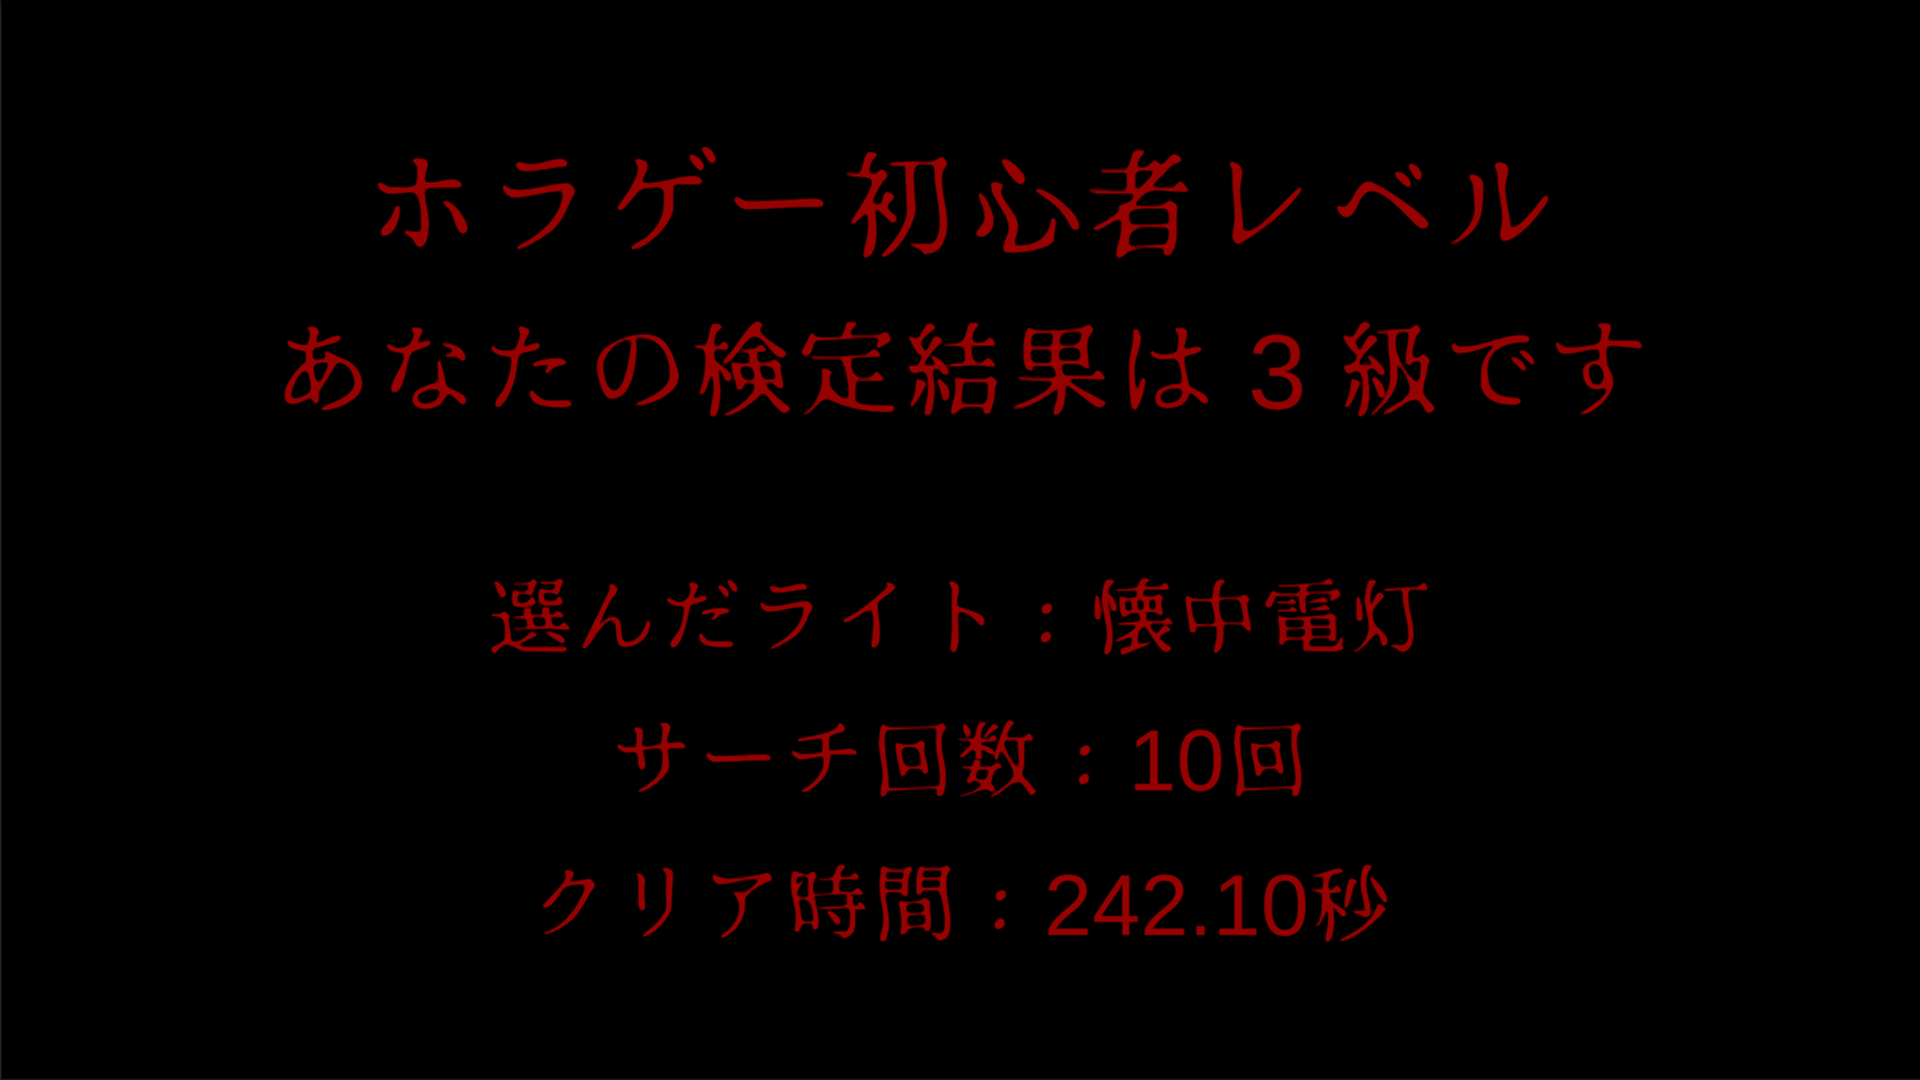 ホラゲー初心者レベル
あなたの検定結果は 3 級です
選んだライト：懐中電灯
サーチ回数：10回
クリア時間：242.10秒